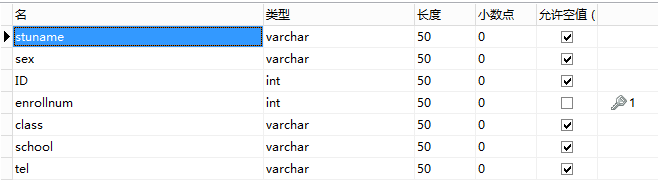 名 类型 长度 小数点 允许空值 (
stuname varchar 50 0
sex varchar 50 0
ID int 50 0
enrollnum int 50 0 1
class varchar 50 0
school varchar 50 0
tel varchar 50 0